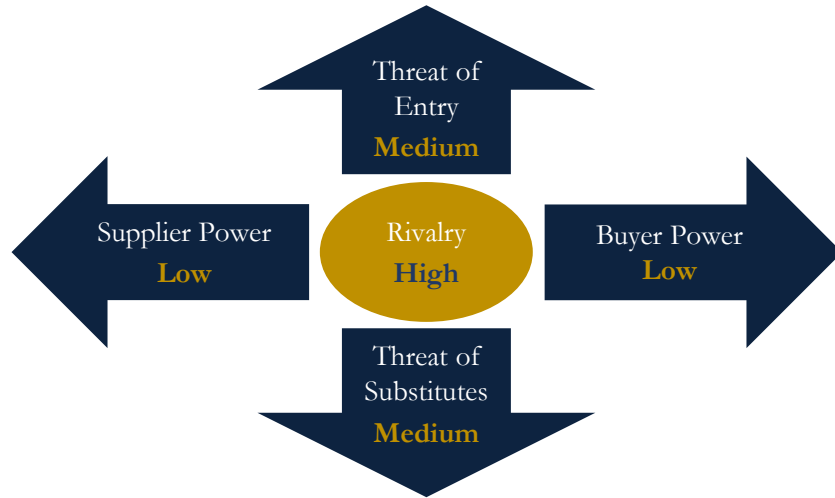 Threat of
Entry
Medium
Supplier Power
Low
Rivalry
High
Buyer Power
Low
Threat of
Substitutes
Medium